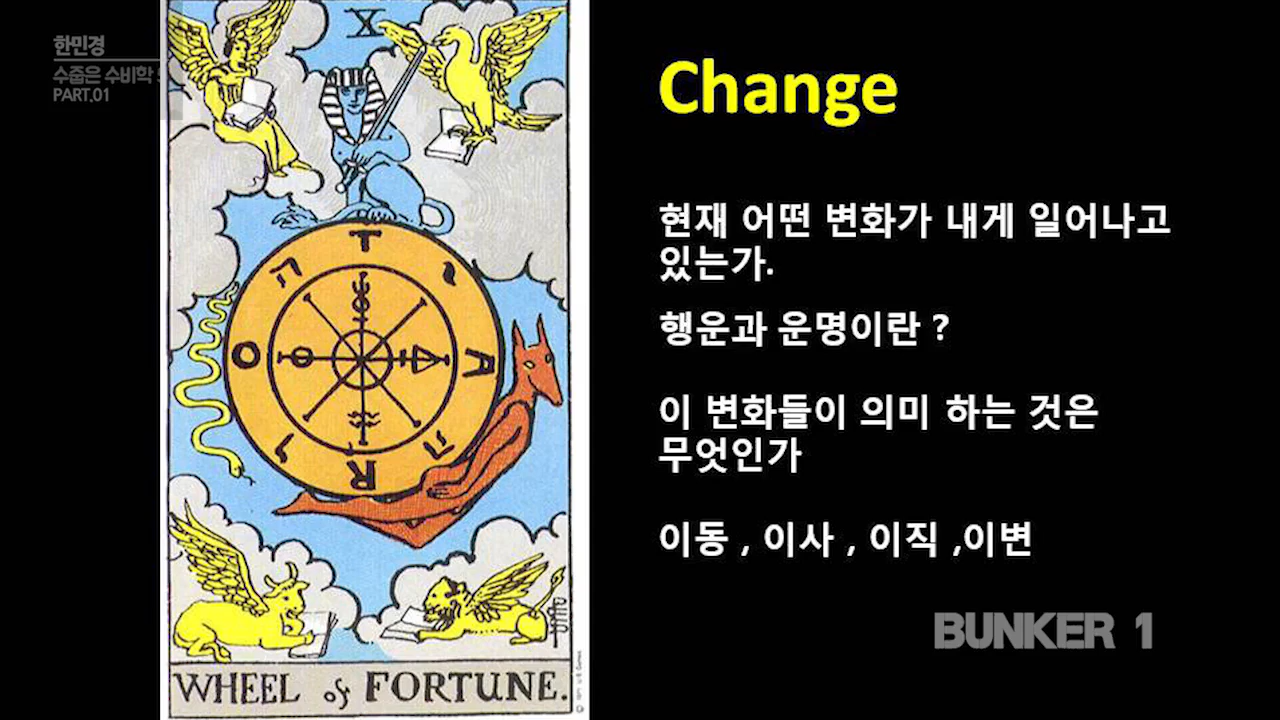 한민경
수줍은 수비학
PART.01
X
T
A
R
O
WHEEL of FORTUNE.
Change
현재 어떤 변화가 내게 일어나고
있는가.
행운과 운명이란 ?
이 변화들이 의미 하는 것은
무엇인가
이동 , 이사 , 이직 ,이변
BUNKER 1